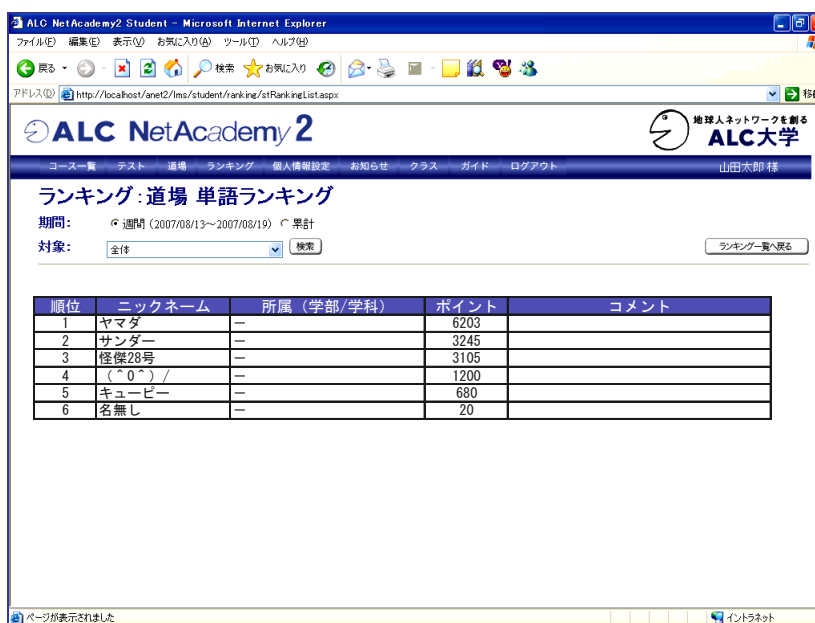 ALC NetAcademy2 Student - Microsoft Internet Explorer
ファイル(F) 編集(E) 表示(V) お気に入り(A) ツール(T) ヘルプ(H)
戻る 検索 お気に入り
アドレス(D) http://localhost/anet2/lms/student/ranking/stRankingList.aspx
ALC NetAcademy 2
地球人ネットワークを創る
ALC大学
コース一覧 テスト 道場 ランキング 個人情報設定 お知らせ クラス ガイド ログアウト 山田太郎 様
ランキング:道場 単語ランキング
期間: 週間 (2007/08/13～2007/08/19) 累計
対象: 全体 検索 ランキング一覧へ戻る
順位 ニックネーム 所属 (学部/学科) ポイント コメント
1 ヤマダ － 6203
2 サンダー － 3245
3 怪傑28号 － 3105
4 (＾０＾)/ － 1200
5 キューピー － 680
6 名無し － 20
ページが表示されました イントラネット